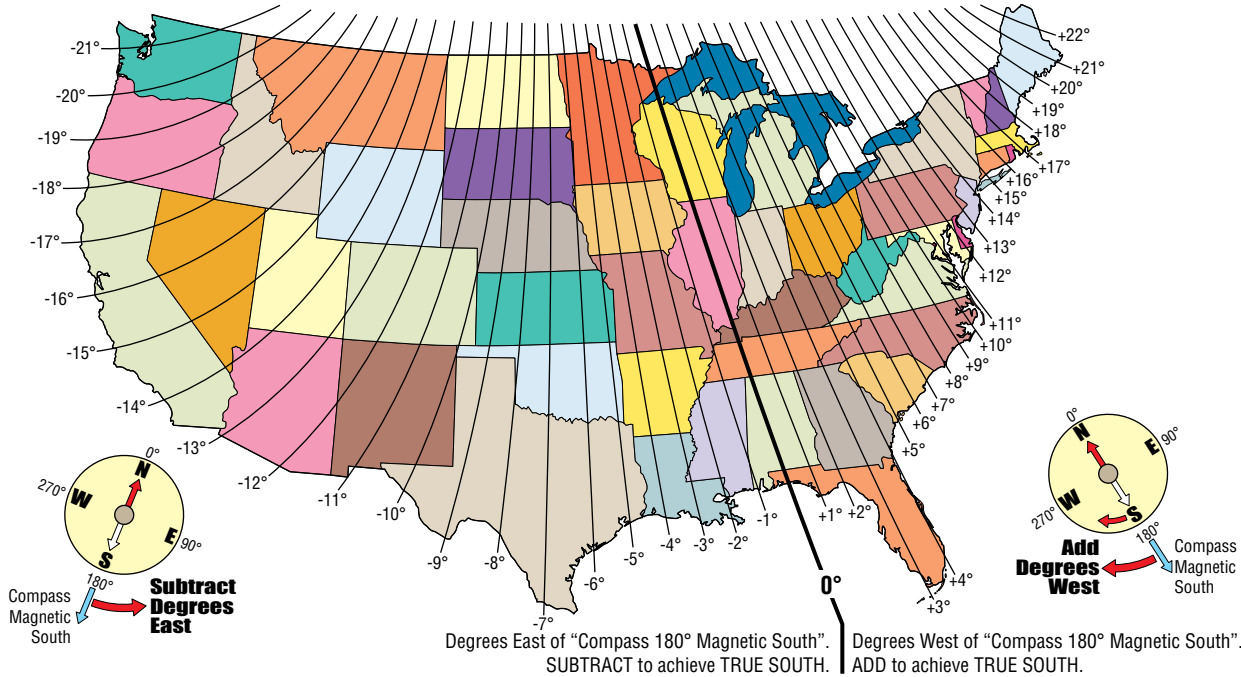 -21°
-20°
-19°
-18°
-17°
-16°
-15°
-14°
-13°
-12°
-11°
-10°
-9°
-8°
-7°
-6°
-5°
-4°
-3°
-2°
-1°
0°
+1°
+2°
+3°
+4°
+5°
+6°
+7°
+8°
+9°
+10°
+11°
+12°
+13°
+14°
+15°
+16°
+17°
+18°
+19°
+20°
+21°
+22°
0°
N
270°
W
E
90°
S
180°
Compass
Magnetic
South
Subtract
Degrees
East
0°
N
E
90°
W
270°
S
180°
Add
Degrees
West
Compass
Magnetic
South
Degrees East of “Compass 180° Magnetic South”.
SUBTRACT to achieve TRUE SOUTH.
Degrees West of “Compass 180° Magnetic South”.
ADD to achieve TRUE SOUTH.